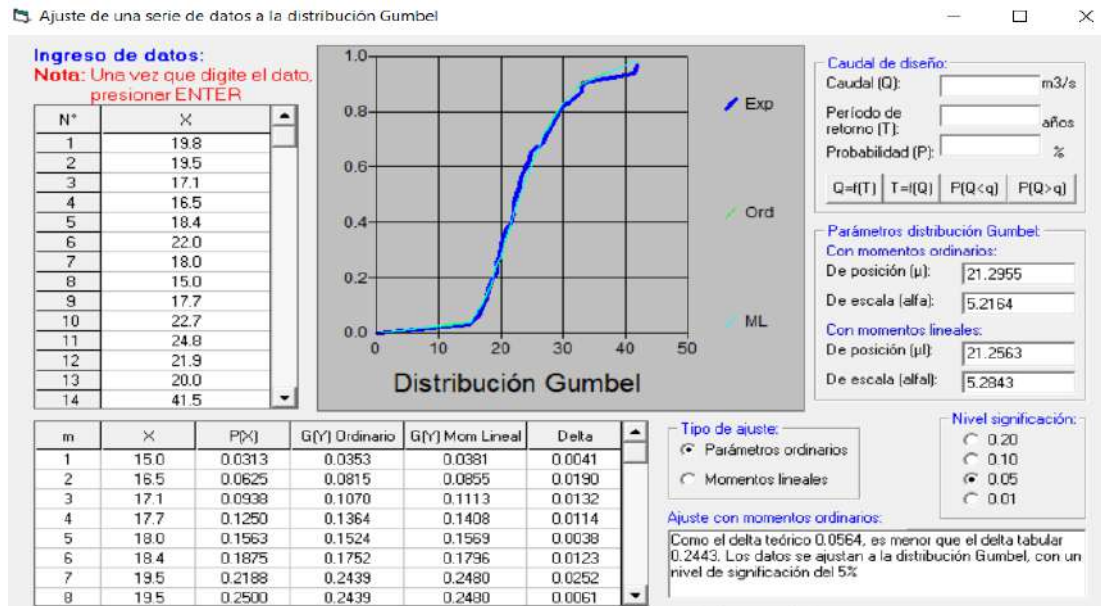 Ajuste de una serie de datos a la distribución Gumbel
Ingreso de datos:
Nota: Una vez que digite el dato,
presionar ENTER
N° X
1 19.8
2 19.5
3 17.1
4 16.5
5 18.4
6 22.0
7 18.0
8 15.0
9 17.7
10 22.7
11 24.8
12 21.9
13 20.0
14 41.5
1.0
0.8
0.6
0.4
0.2
0.0
0 10 20 30 40 50
Distribución Gumbel
Exp
Ord
ML
Caudal de diseño:
Caudal (Q): m3/s
Período de
retorno (T): años
Probabilidad (P): %
Q=f(T) T=f(Q) P(Q<q) P(Q>q)
Parámetros distribución Gumbel:
Con momentos ordinarios:
De posición (µ): 21.2955
De escala (alfa): 5.2164
Con momentos lineales:
De posición (µl): 21.2563
De escala (alfal): 5.2843
m X P(X) G(Y) Ordinario G(Y) Mom Lineal Delta
1 15.0 0.0313 0.0353 0.0381 0.0041
2 16.5 0.0625 0.0815 0.0855 0.0190
3 17.1 0.0938 0.1070 0.1113 0.0132
4 17.7 0.1250 0.1364 0.1408 0.0114
5 18.0 0.1563 0.1524 0.1569 0.0038
6 18.4 0.1875 0.1752 0.1796 0.0123
7 19.5 0.2188 0.2439 0.2480 0.0252
8 19.5 0.2500 0.2439 0.2480 0.0061
Tipo de ajuste:
Parámetros ordinarios
Momentos lineales
Nivel significación:
0.20
0.10
0.05
0.01
Ajuste con momentos ordinarios:
Como el delta teórico 0.0564, es menor que el delta tabular
0.2443. Los datos se ajustan a la distribución Gumbel, con un
nivel de significación del 5%